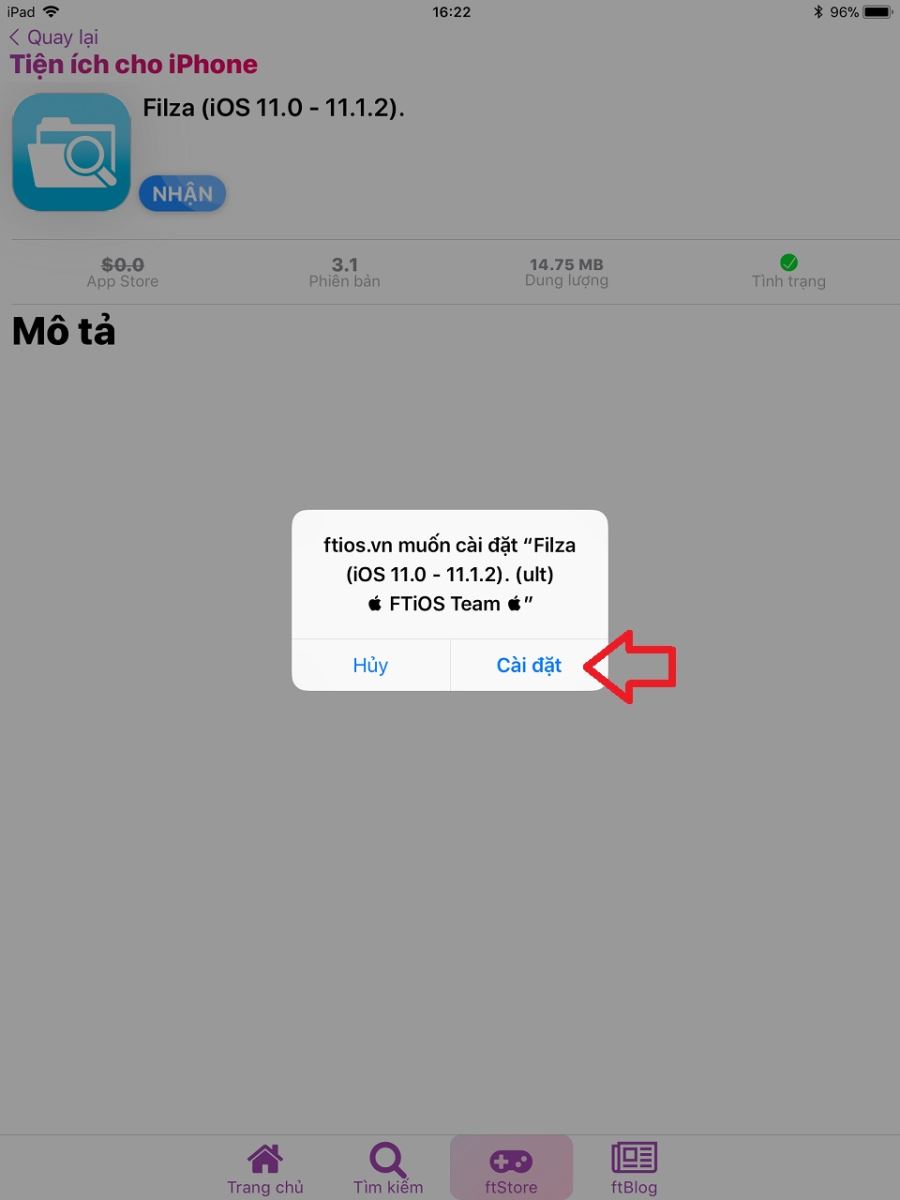 iPad 16:22 96%
Quay lại
Tiện ích cho iPhone
Filza (iOS 11.0 - 11.1.2).
NHẬN
$0.0 3.1 14.75 MB
App Store Phiên bản Dung lượng Tình trạng
Mô tả
ftios.vn muốn cài đặt “Filza
(iOS 11.0 - 11.1.2). (ult)
FTiOS Team ”
Hủy Cài đặt
Trang chủ Tìm kiếm ftStore ftBlog